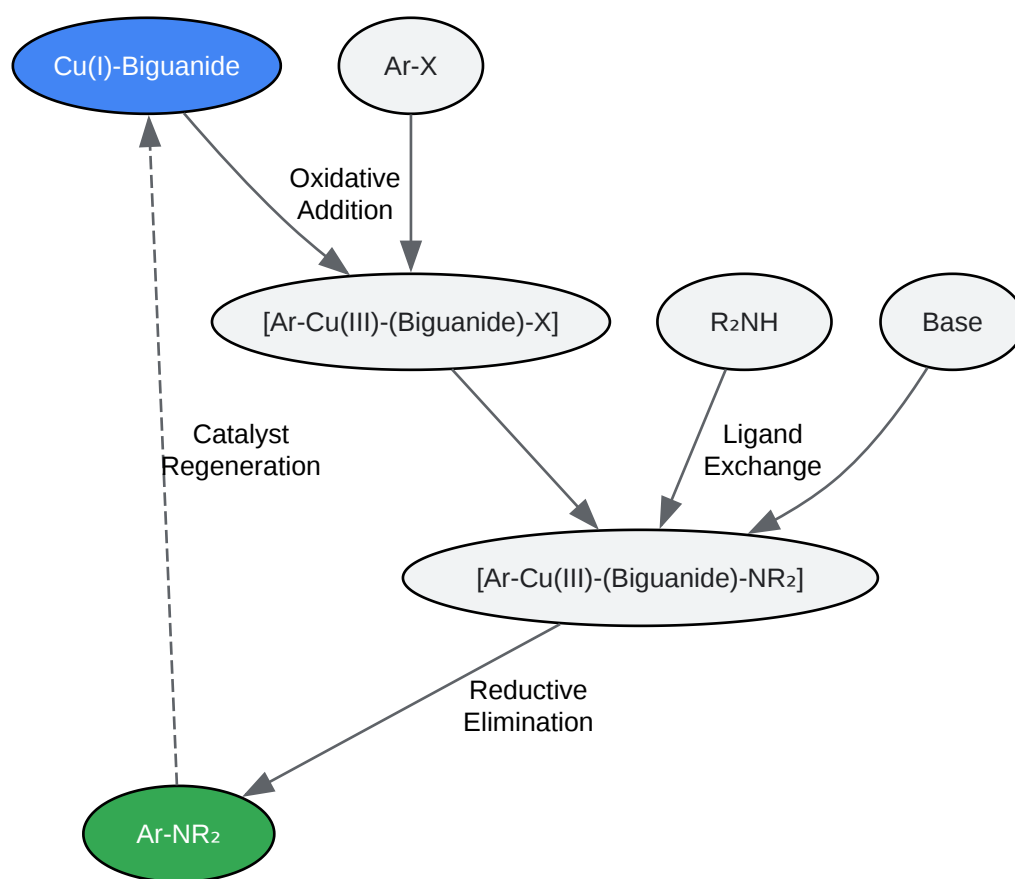 Cu(I)-Biguanide
Ar-X
Oxidative
Addition
[Ar-Cu(III)-(Biguanide)-X]
R₂NH
Base
Catalyst
Regeneration
Ligand
Exchange
[Ar-Cu(III)-(Biguanide)-NR₂]
Reductive
Elimination
Ar-NR₂